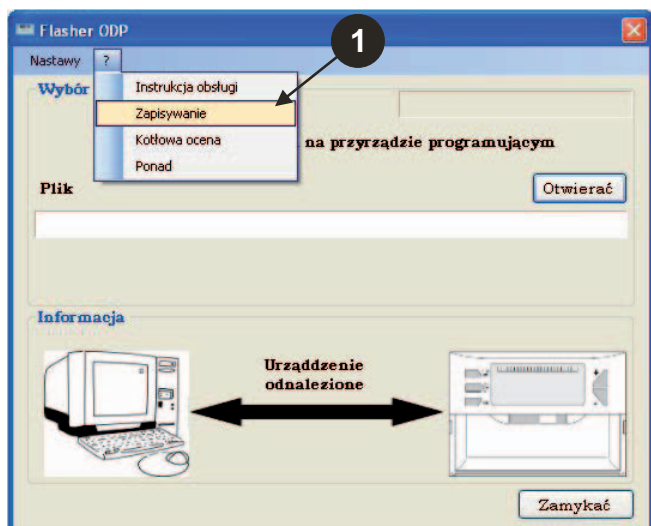 Flasher ODP
1
Nastawy ?
Wybór
Instrukcja obsługi
Zapisywanie
Kotłowa ocena
na przyrządzie programującym
Ponad
Plik
Otwierać
Informacja
Urząddzenie
odnalezione
Zamykać